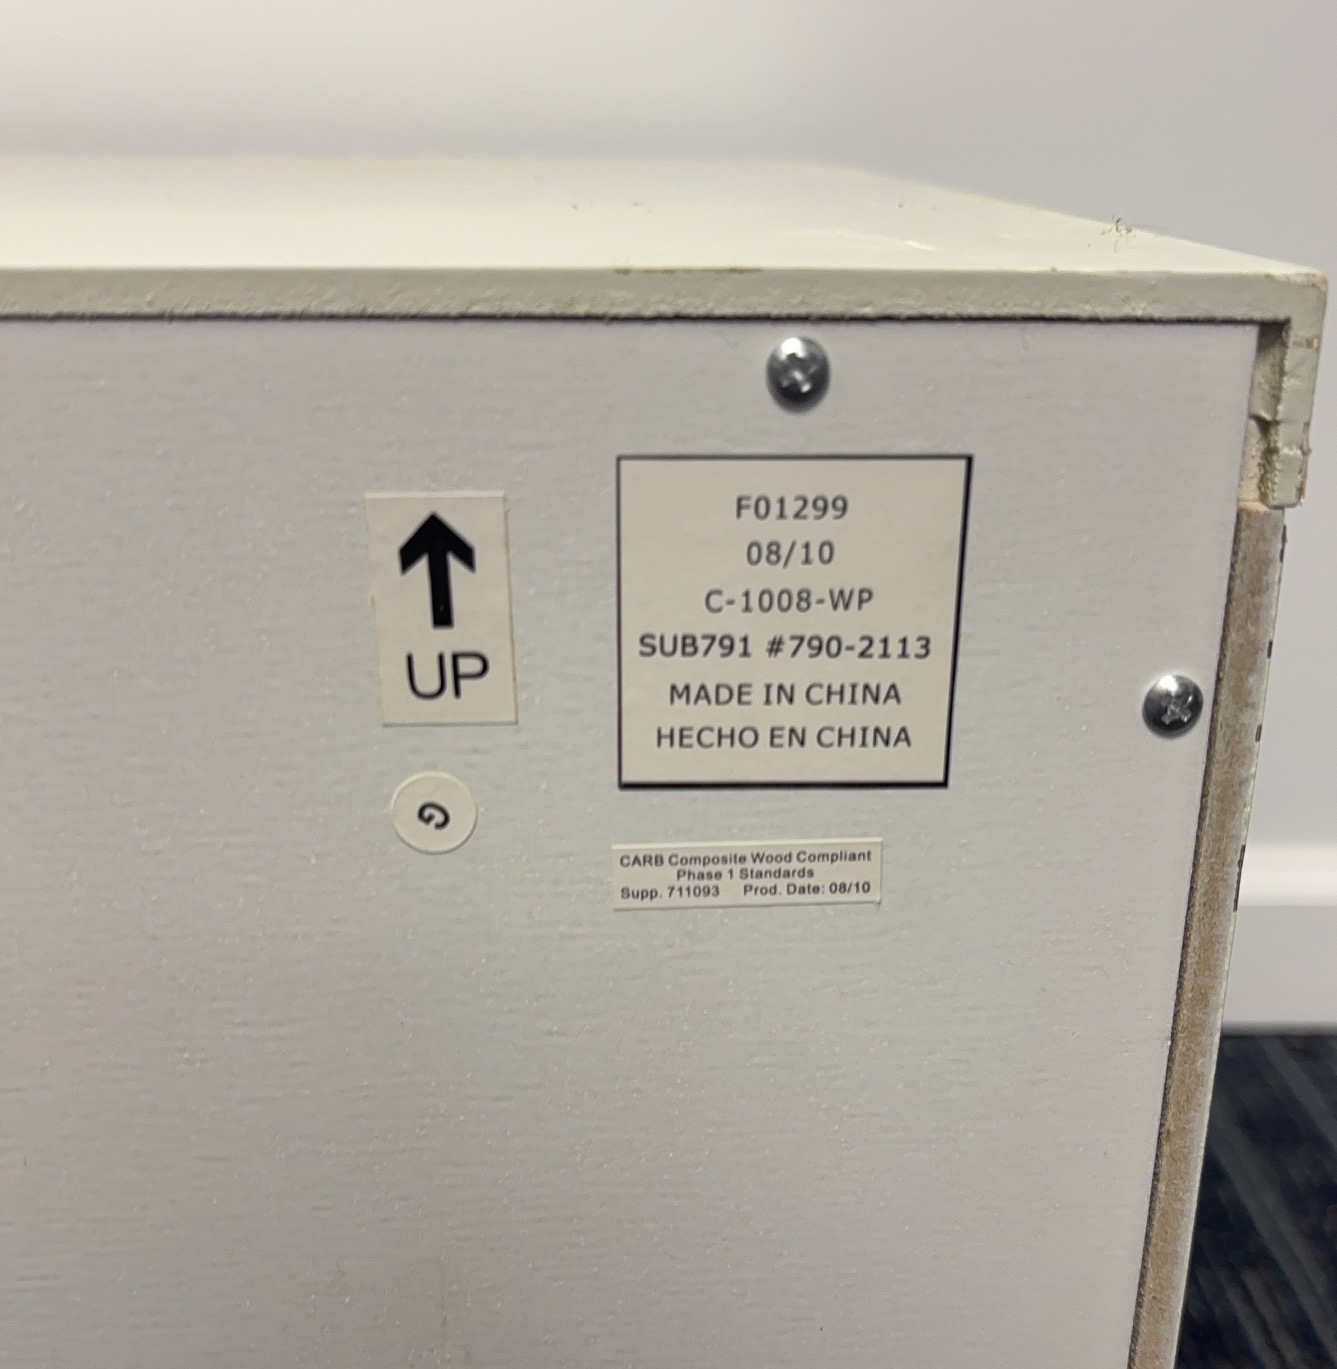 UP
G
F01299
08/10
C-1008-WP
SUB791 #790-2113
MADE IN CHINA
HECHO EN CHINA
CARB Composite Wood Compliant
Phase 1 Standards
Supp. 711093 Prod. Date: 08/10